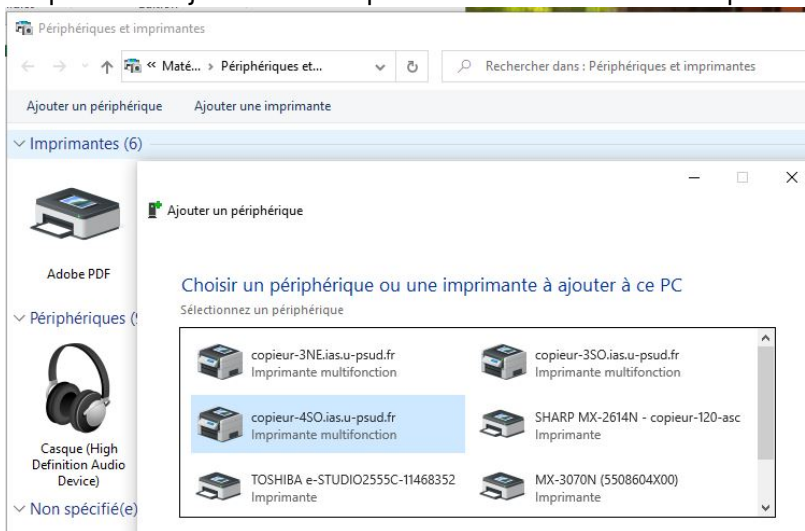 Périphériques et imprimantes
« Maté... › Périphériques et...
Rechercher dans : Périphériques et imprimantes
Ajouter un périphérique Ajouter une imprimante
Imprimantes (6)
Ajouter un périphérique
Adobe PDF
Choisir un périphérique ou une imprimante à ajouter à ce PC
Sélectionnez un périphérique
Périphériques (
copieur-3NE.ias.u-psud.fr
Imprimante multifonction
copieur-3SO.ias.u-psud.fr
Imprimante multifonction
copieur-4SO.ias.u-psud.fr
Imprimante multifonction
SHARP MX-2614N - copieur-120-asc
Imprimante
Casque (High
Definition Audio
Device)
TOSHIBA e-STUDIO2555C-11468352
Imprimante
MX-3070N (5508604X00)
Imprimante
Non spécifié(e)